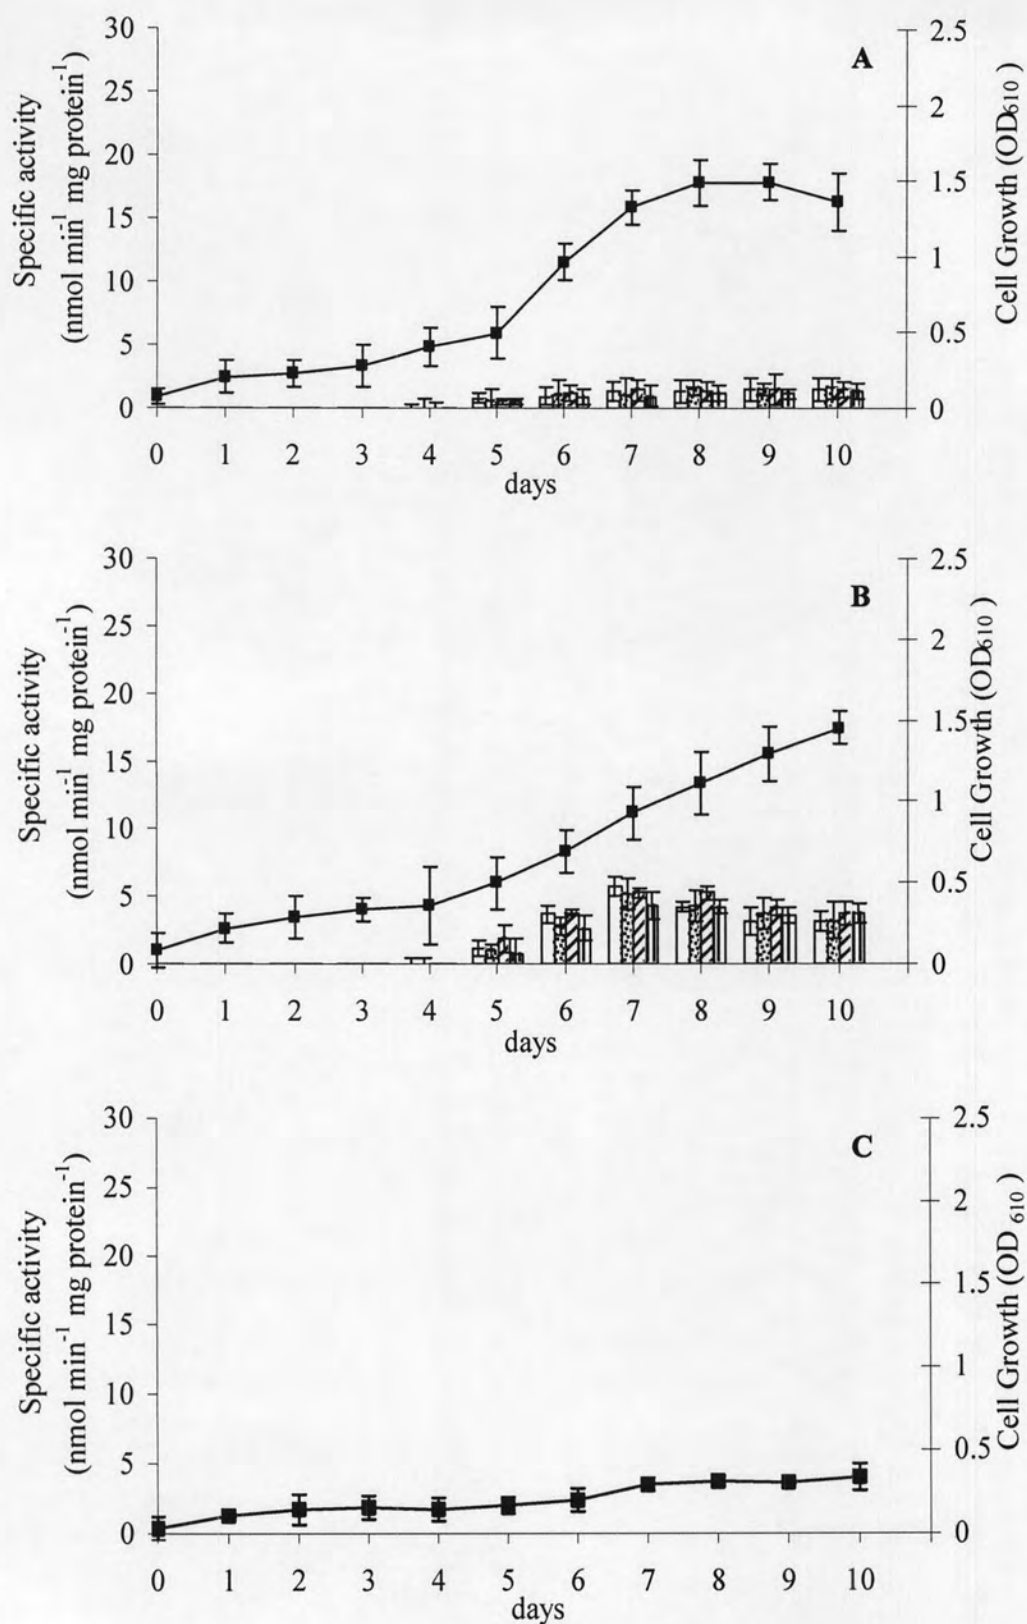 A
Specific activity
(nmol min⁻¹ mg protein⁻¹)
30
25
20
15
10
5
0
2.5
2
1.5
1
0.5
0
Cell Growth (OD610)
0 1 2 3 4 5 6 7 8 9 10
days
B
Specific activity
(nmol min⁻¹ mg protein⁻¹)
30
25
20
15
10
5
0
2.5
2
1.5
1
0.5
0
Cell Growth (OD610)
0 1 2 3 4 5 6 7 8 9 10
days
C
Specific activity
(nmol min⁻¹ mg protein⁻¹)
30
25
20
15
10
5
0
2.5
2
1.5
1
0.5
0
Cell Growth (OD 610)
0 1 2 3 4 5 6 7 8 9 10
days